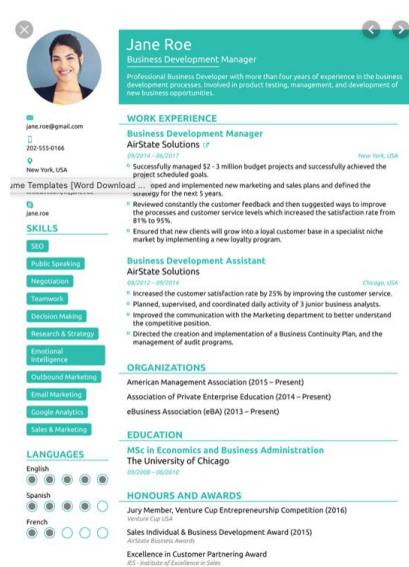 Jane Roe
Business Development Manager
Professional Business Developer with more than four years of experience in the business
development processes. Involved in product testing, management, and development of
new business opportunities.
jane.roe@gmail.com
202-555-0166
New York, USA
ume Templates [Word Download ...
jane.roe
SKILLS
SEO
Public Speaking
Negotiation
Teamwork
Decision Making
Research & Strategy
Emotional
Intelligence
Outbound Marketing
Email Marketing
Google Analytics
Sales & Marketing
LANGUAGES
English
Spanish
French
WORK EXPERIENCE
Business Development Manager
AirState Solutions
09/2014 – 06/2017
New York, USA
Successfully managed $2 - 3 million budget projects and successfully achieved the
project scheduled goals.
oped and implemented new marketing and sales plans and defined the
strategy for the next 5 years.
Reviewed constantly the customer feedback and then suggested ways to improve
the processes and customer service levels which increased the satisfaction rate from
81% to 95%.
Ensured that new clients will grow into a loyal customer base in a specialist niche
market by implementing a new loyalty program.
Business Development Assistant
AirState Solutions
08/2012 – 09/2014
Chicago, USA
Increased the customer satisfaction rate by 25% by improving the customer service.
Planned, supervised, and coordinated daily activity of 3 junior business analysts.
Improved the communication with the Marketing department to better understand
the competitive position.
Directed the creation and implementation of a Business Continuity Plan, and the
management of audit programs.
ORGANIZATIONS
American Management Association (2015 – Present)
Association of Private Enterprise Education (2014 – Present)
eBusiness Association (eBA) (2013 – Present)
EDUCATION
MSc in Economics and Business Administration
The University of Chicago
09/2008 – 06/2010
HONOURS AND AWARDS
Jury Member, Venture Cup Entrepreneurship Competition (2016)
Venture Cup USA
Sales Individual & Business Development Award (2015)
AirState Business Awards
Excellence in Customer Partnering Award
IES - Institute of Excellence in Sales